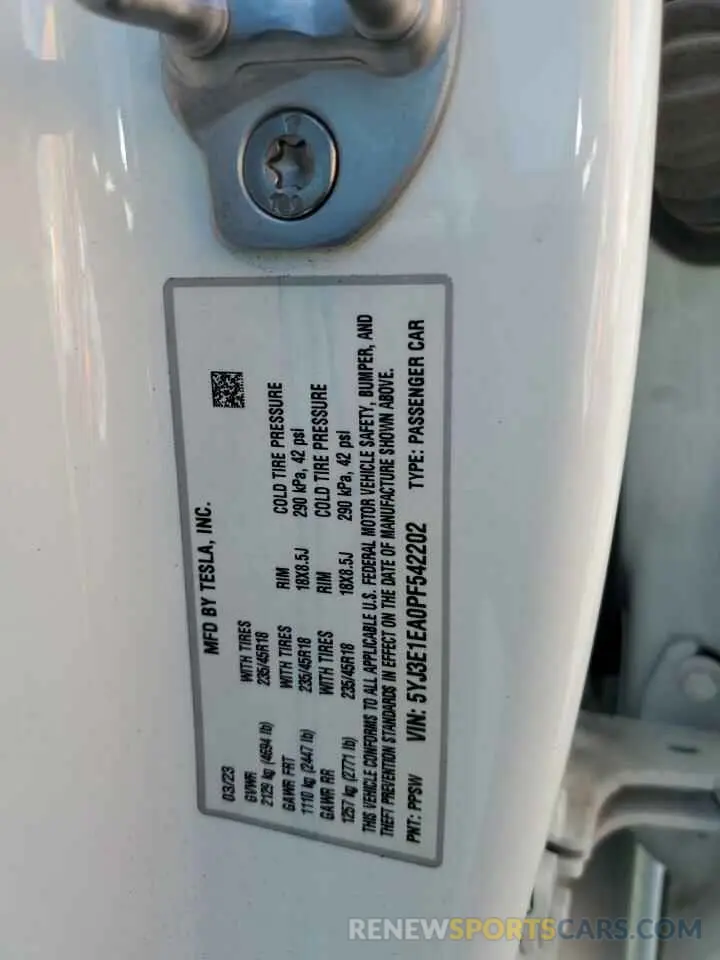 MFD BY TESLA, INC.
03/23
GVWR WITH TIRES RIM COLD TIRE PRESSURE
2129 kg (4694 lb) 235/45R18 18X8.5J 290 kPa, 42 psi
GAWR FRT WITH TIRES RIM COLD TIRE PRESSURE
1110 kg (2447 lb) 235/45R18 18X8.5J 290 kPa, 42 psi
GAWR RR
1257 kg (2771 lb) 235/45R18
THIS VEHICLE CONFORMS TO ALL APPLICABLE U.S. FEDERAL MOTOR VEHICLE SAFETY, BUMPER, AND
THEFT PREVENTION STANDARDS IN EFFECT ON THE DATE OF MANUFACTURE SHOWN ABOVE.
PNT: PPSW VIN: 5YJ3E1EA0PF542202 TYPE: PASSENGER CAR
RENEWSPORTSCARS.COM